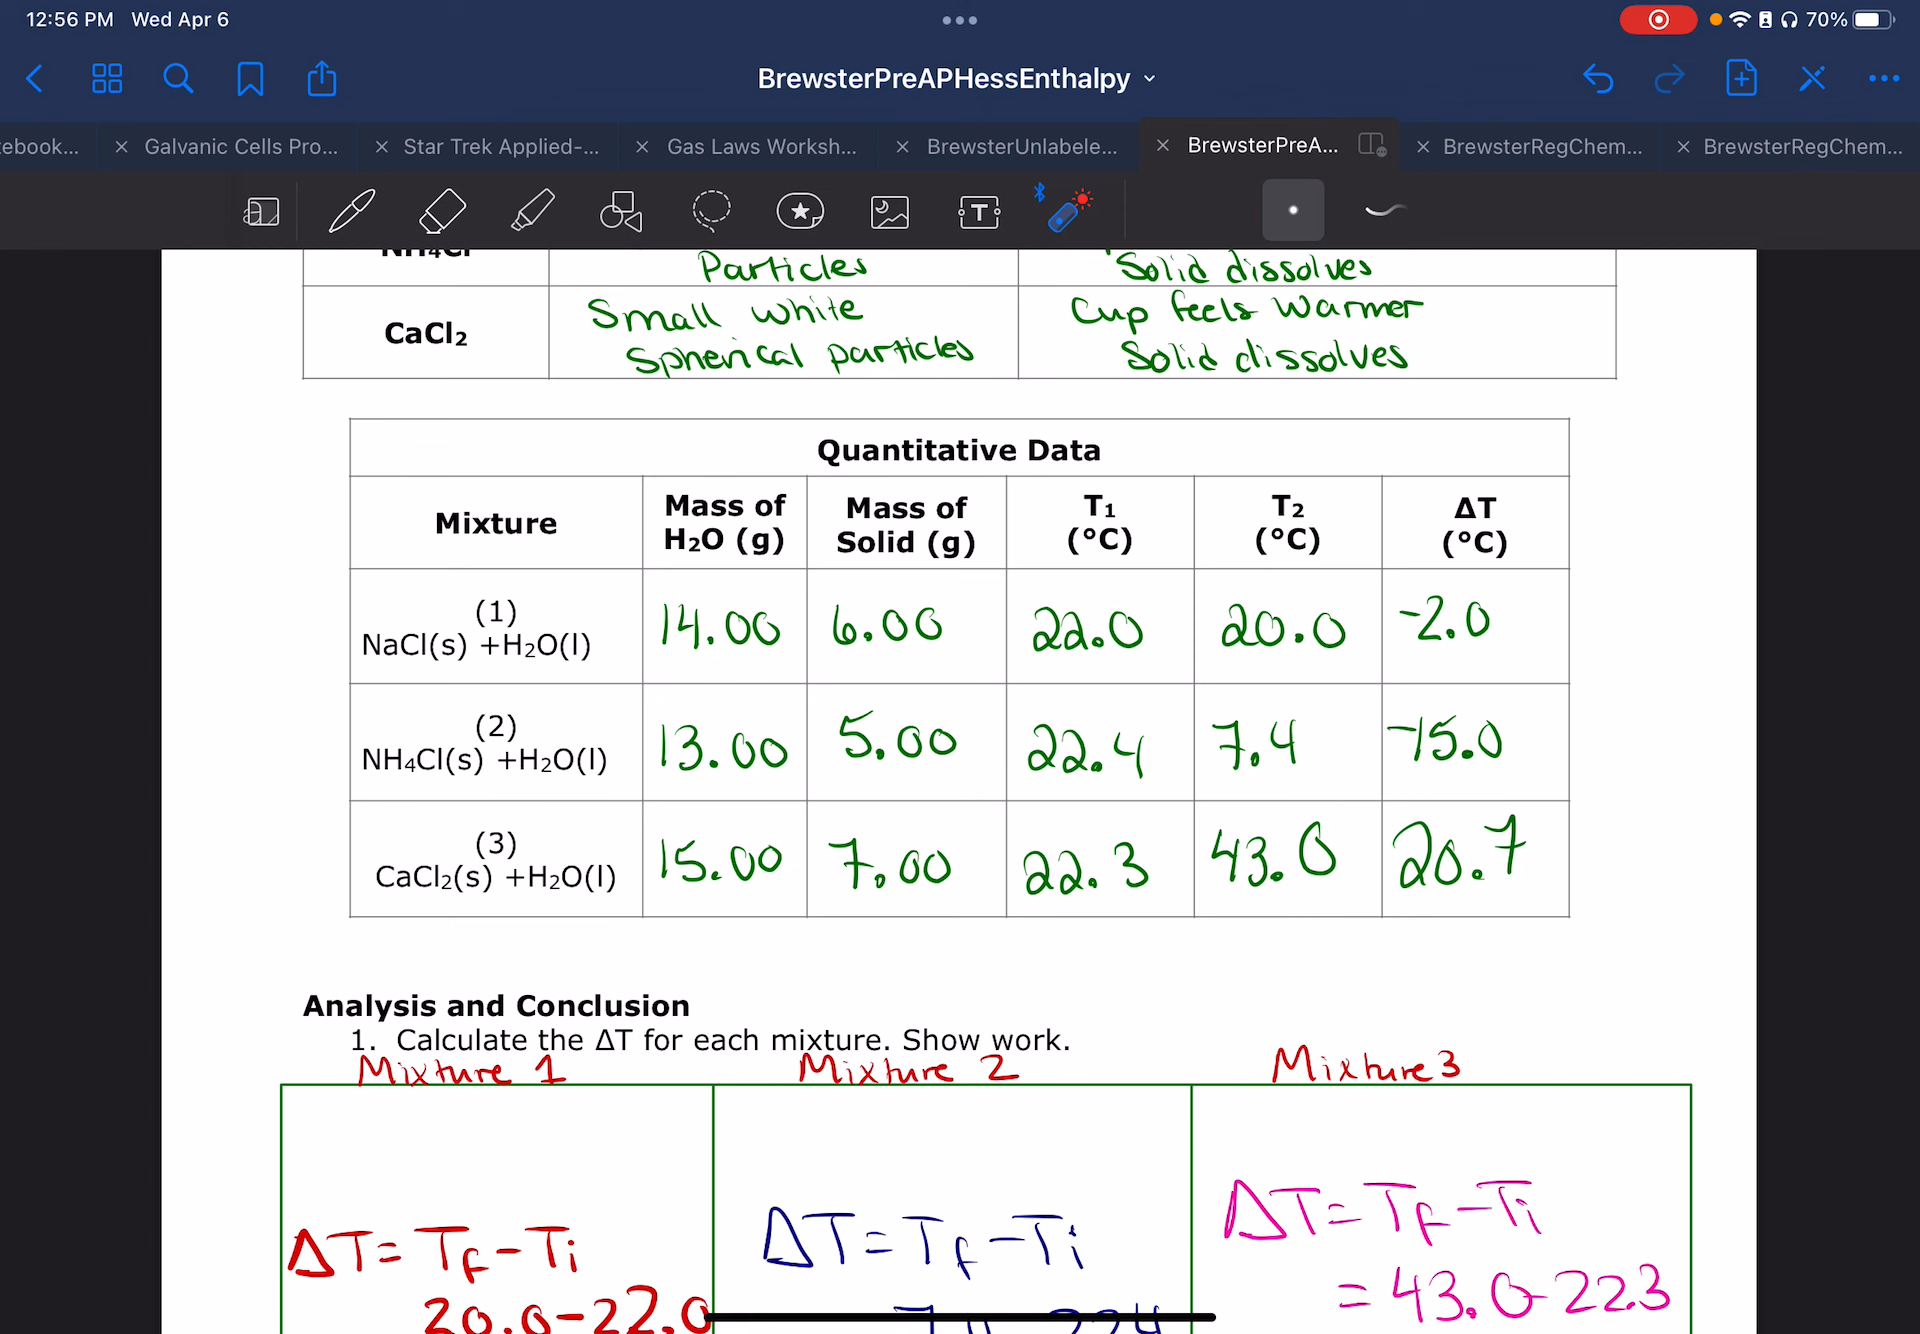 12:56 PM Wed Apr 6
70%
BrewsterPreAPHessEnthalpy
ebook...
Galvanic Cells Pro...
Star Trek Applied-...
Gas Laws Worksh...
BrewsterUnlabele...
BrewsterPreA...
BrewsterRegChem...
BrewsterRegChem...
NH₄Cl
Particles
Solid dissolves
CaCl₂
Small white
Spherical particles
Cup feels warmer
Solid dissolves
Quantitative Data
Mixture
Mass of
H₂O (g)
Mass of
Solid (g)
T₁
(°C)
T₂
(°C)
ΔT
(°C)
(1)
NaCl(s) +H₂O(l)
14.00 6.00 22.0 20.0 -2.0
(2)
NH₄Cl(s) +H₂O(l)
13.00 5.00 22.4 7.4 -15.0
(3)
CaCl₂(s) +H₂O(l)
15.00 7.00 22.3 43.0 20.7
Analysis and Conclusion
1. Calculate the ΔT for each mixture. Show work.
Mixture 1
Mixture 2
Mixture 3
ΔT = Tf - Ti
20.0-22.0
ΔT = Tf - Ti
ΔT = Tf - Ti
= 43.0-22.3